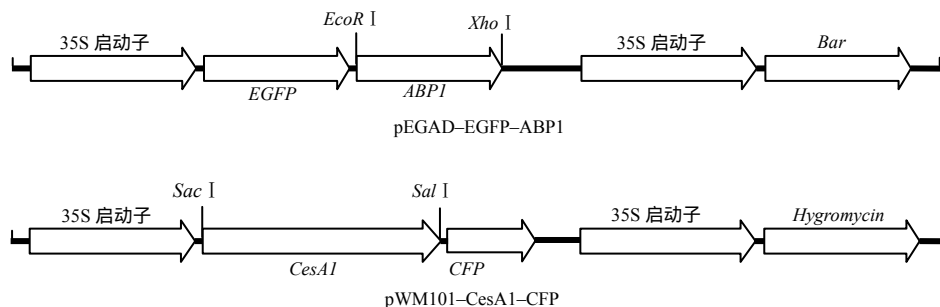 EcoR I Xho I
35S 启动子 35S 启动子 Bar
EGFP ABP1
pEGAD–EGFP–ABP1
Sac I Sal I
35S 启动子 35S 启动子 Hygromycin
CesA1 CFP
pWM101–CesA1–CFP